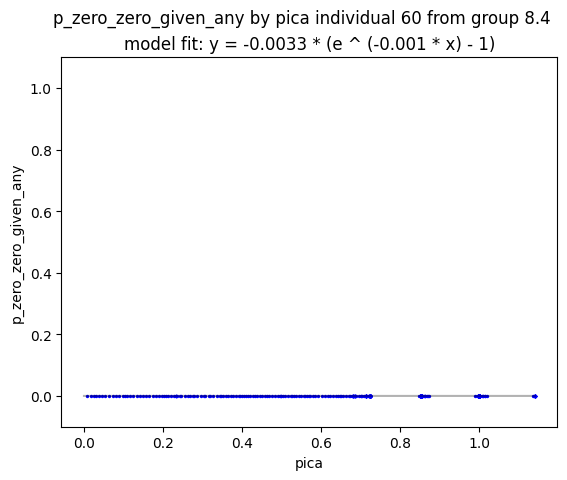 p_zero_zero_given_any by pica individual 60 from group 8.4
model fit: y = -0.0033 * (e ^ (-0.001 * x) - 1)
1.0
0.8
0.6
0.4
0.2
0.0
p_zero_zero_given_any
0.0 0.2 0.4 0.6 0.8 1.0
pica